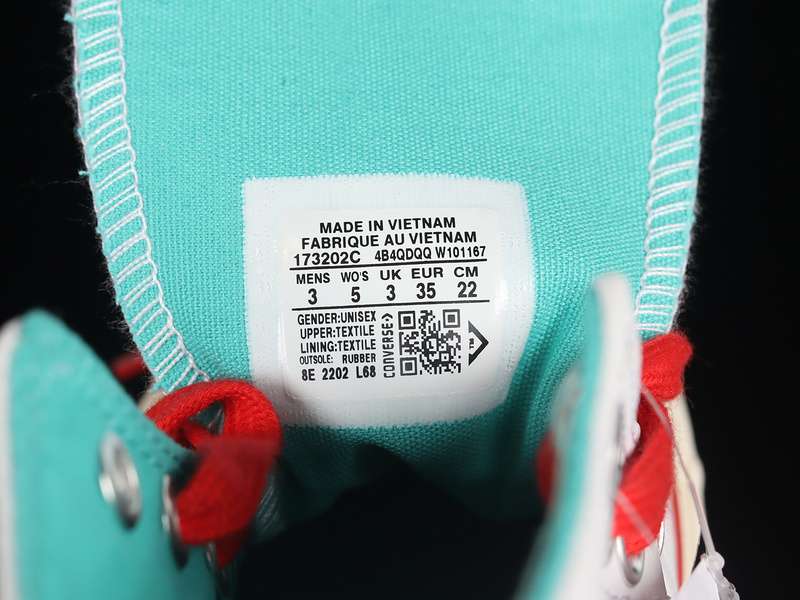 MADE IN VIETNAM
FABRIQUE AU VIETNAM
173202C 4B4QDQQ W101167
MENS WO'S UK EUR CM
3 5 3 35 22
GENDER:UNISEX
UPPER:TEXTILE
LINING:TEXTILE
OUTSOLE: RUBBER
8E 2202 L68
CONVERSE
TM